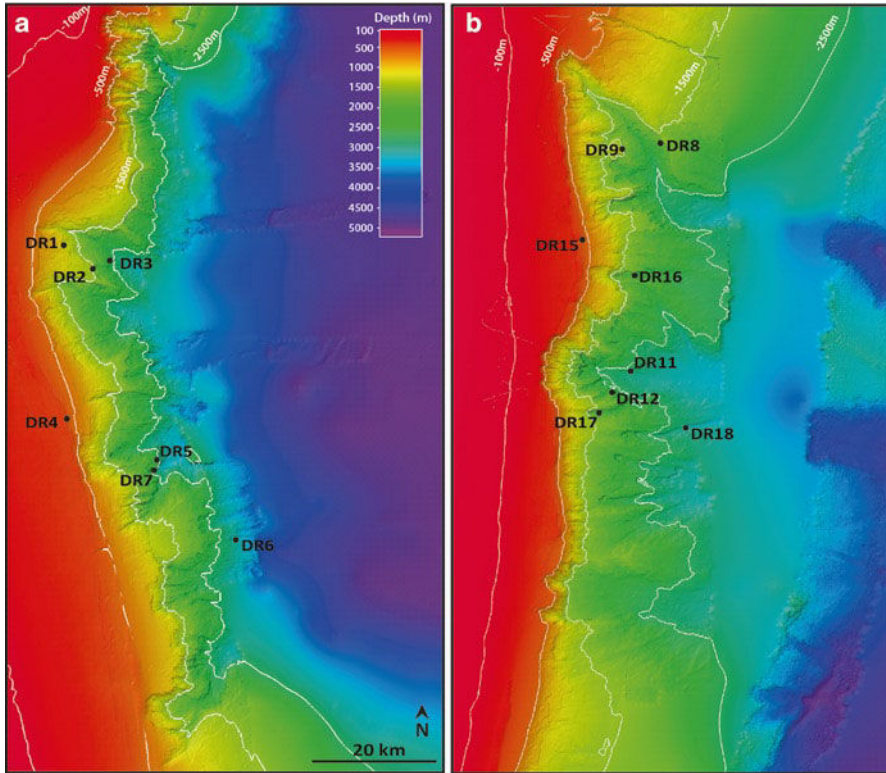 a
Depth (m)
100
500
1000
1500
2000
2500
3000
3500
4000
4500
5000
-100m
-500m
-2500m
-1500m
DR1
DR2
DR3
DR4
DR5
DR7
DR6
N
20 km
b
-100m
-500m
-1500m
-2500m
DR9
DR8
DR15
DR16
DR11
DR12
DR17
DR18